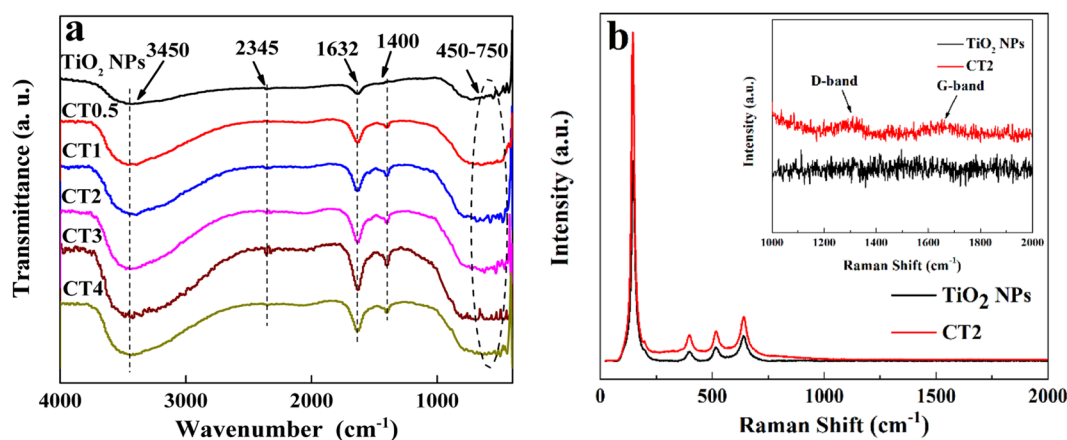 a
3450
2345
1632
1400
450-750
TiO₂ NPs
CT0.5
CT1
CT2
CT3
CT4
Transmittance (a. u.)
4000
3000
2000
1000
Wavenumber (cm⁻¹)
b
TiO₂ NPs
CT2
D-band
G-band
Intensity (a.u.)
1000
1200
1400
1600
1800
2000
Raman Shift (cm⁻¹)
TiO₂ NPs
CT2
Intensity (a.u.)
0
500
1000
1500
2000
Raman Shift (cm⁻¹)